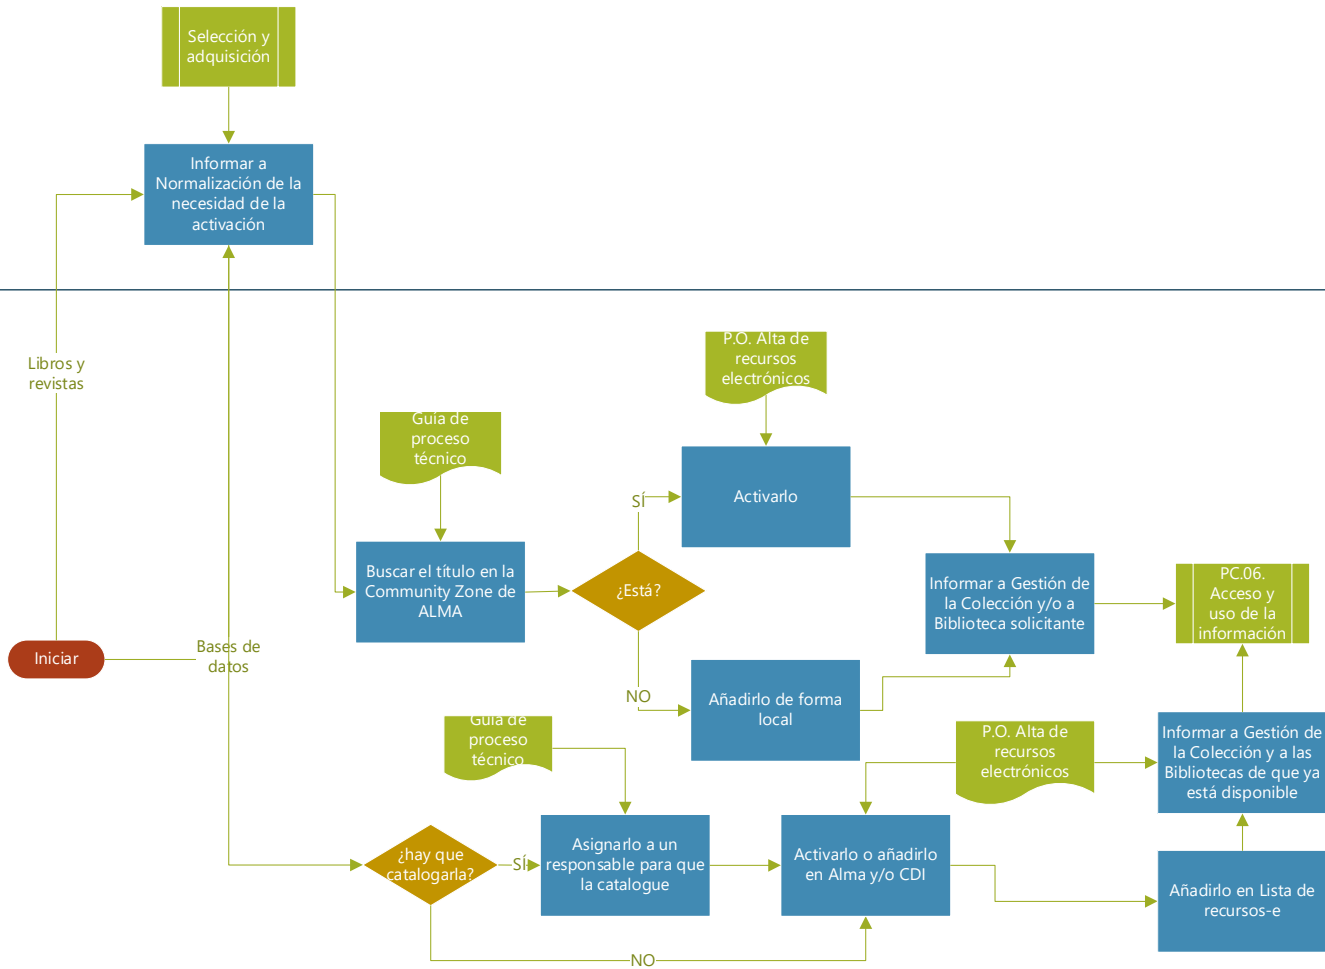 Selección y
adquisición
Informar a
Normalización de la
necesidad de la
activación
Libros y
revistas
P.O. Alta de
recursos
electrónicos
Guía de
proceso
técnico
Activarlo
SÍ
Buscar el título en la
Community Zone de
ALMA
¿Está?
Informar a Gestión de
la Colección y/o a
Biblioteca solicitante
PC.06.
Acceso y
uso de la
información
Iniciar
Bases de
datos
NO
Añadirlo de forma
local
Guía de
proceso
técnico
P.O. Alta de
recursos
electrónicos
Informar a Gestión de
la Colección y a las
Bibliotecas de que ya
está disponible
¿hay que
catalogarla?
SÍ
Asignarlo a un
responsable para que
la catalogue
Activarlo o añadirlo
en Alma y/o CDI
Añadirlo en Lista de
recursos-e
NO